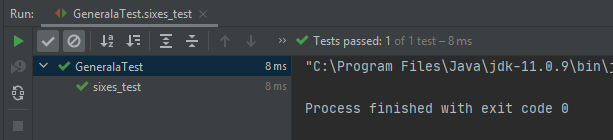 Run: GeneralaTest.sixes_test ×
» Tests passed: 1 of 1 test – 8 ms
GeneralaTest 8 ms
sixes_test 8 ms
"C:\Program Files\Java\jdk-11.0.9\bin\j
Process finished with exit code 0